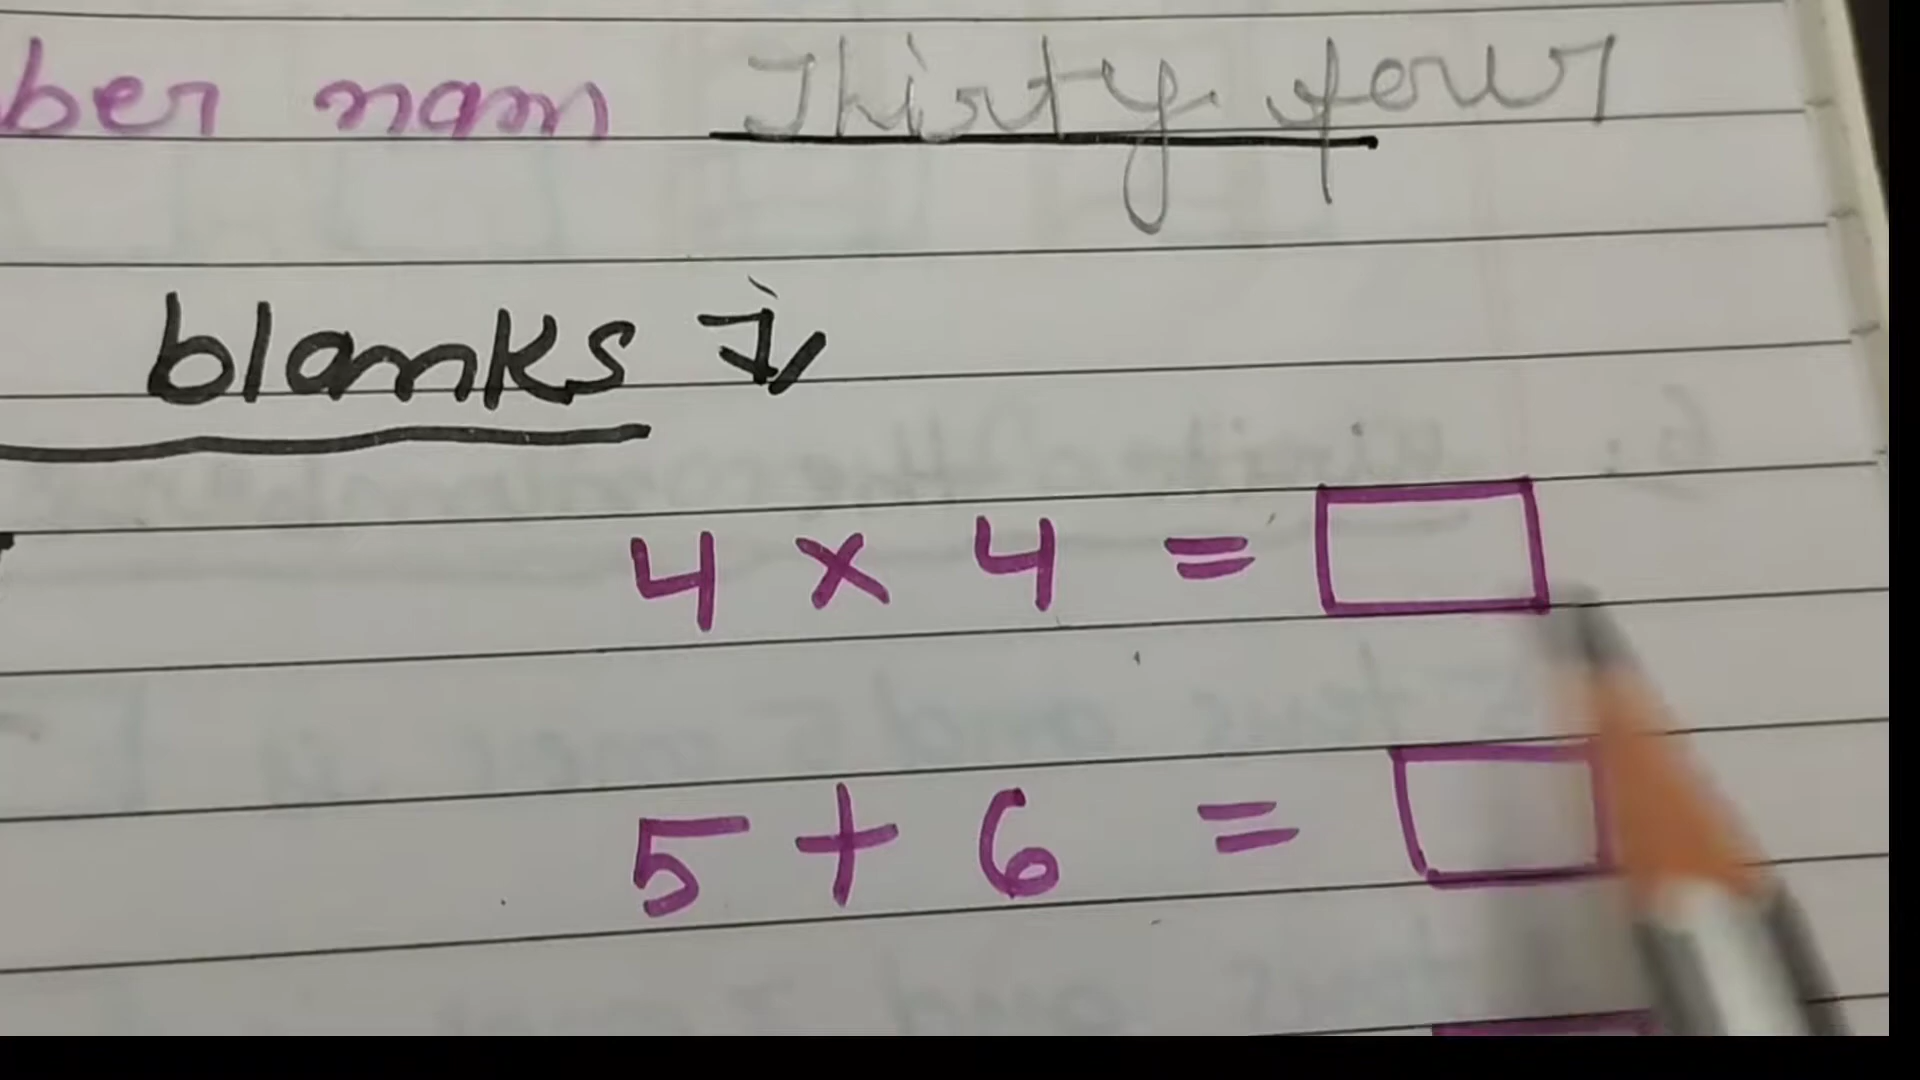 ber nam Thirty four
blanks
4 × 4 =
5 + 6 =